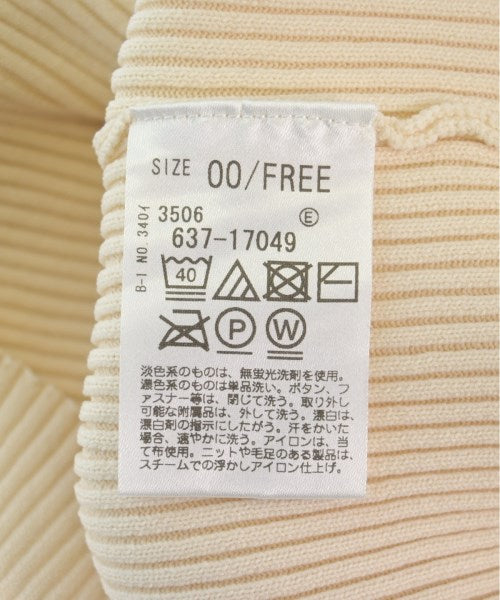 SIZE 00/FREE
B-1 NO 3401
3506 E
637-17049
40
P W
淡色系のものは、無蛍光洗剤を使用。
濃色系のものは単品洗い。ボタン、フ
ァスナー等は、閉じて洗う。取り外し
可能な附属品は、外して洗う。漂白は、
漂白剤の指示にしたがう。汗をかいた
場合、速やかに洗う。アイロンは、当
て布使用。ニットや毛足のある製品は、
スチームでの浮かしアイロン仕上げ。